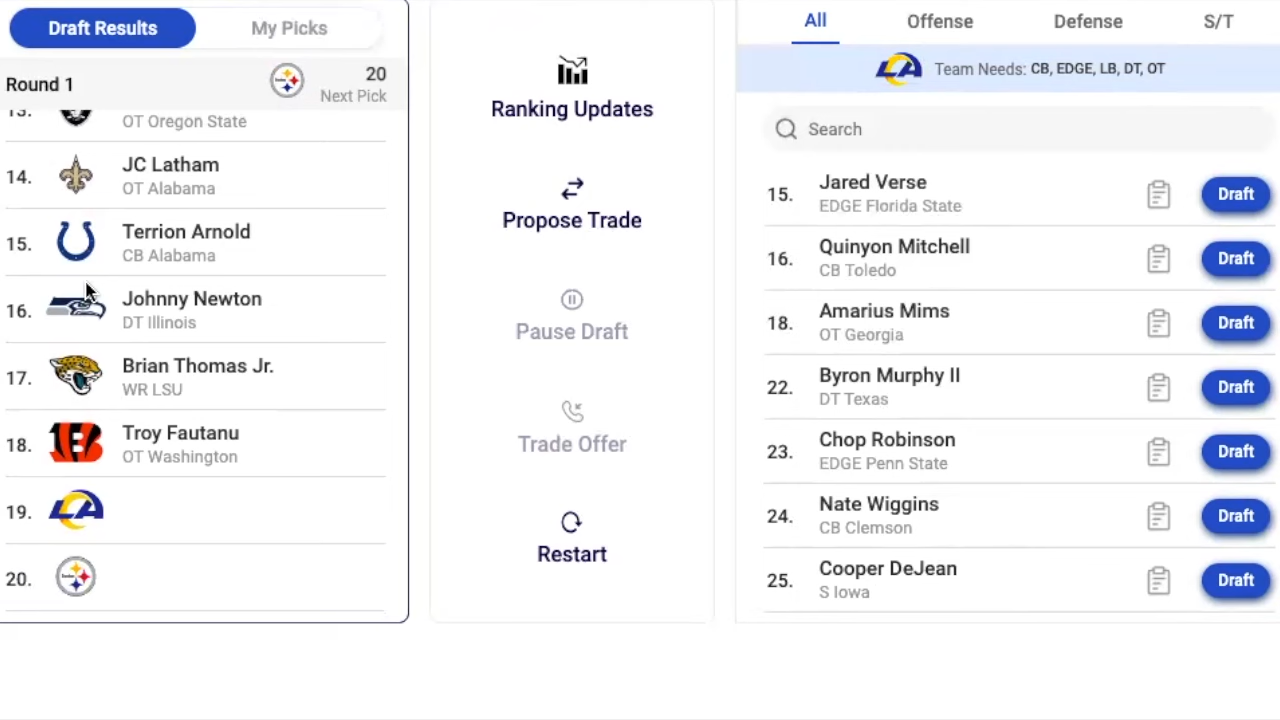 Draft Results
My Picks
Round 1
20
Next Pick
13.
OT Oregon State
14.
JC Latham
OT Alabama
15.
Terrion Arnold
CB Alabama
16.
Johnny Newton
DT Illinois
17.
Brian Thomas Jr.
WR LSU
18.
Troy Fautanu
OT Washington
19.
20.
Ranking Updates
Propose Trade
Pause Draft
Trade Offer
Restart
All
Offense
Defense
S/T
Team Needs: CB, EDGE, LB, DT, OT
Search
15.
Jared Verse
EDGE Florida State
Draft
16.
Quinyon Mitchell
CB Toledo
Draft
18.
Amarius Mims
OT Georgia
Draft
22.
Byron Murphy II
DT Texas
Draft
23.
Chop Robinson
EDGE Penn State
Draft
24.
Nate Wiggins
CB Clemson
Draft
25.
Cooper DeJean
S Iowa
Draft